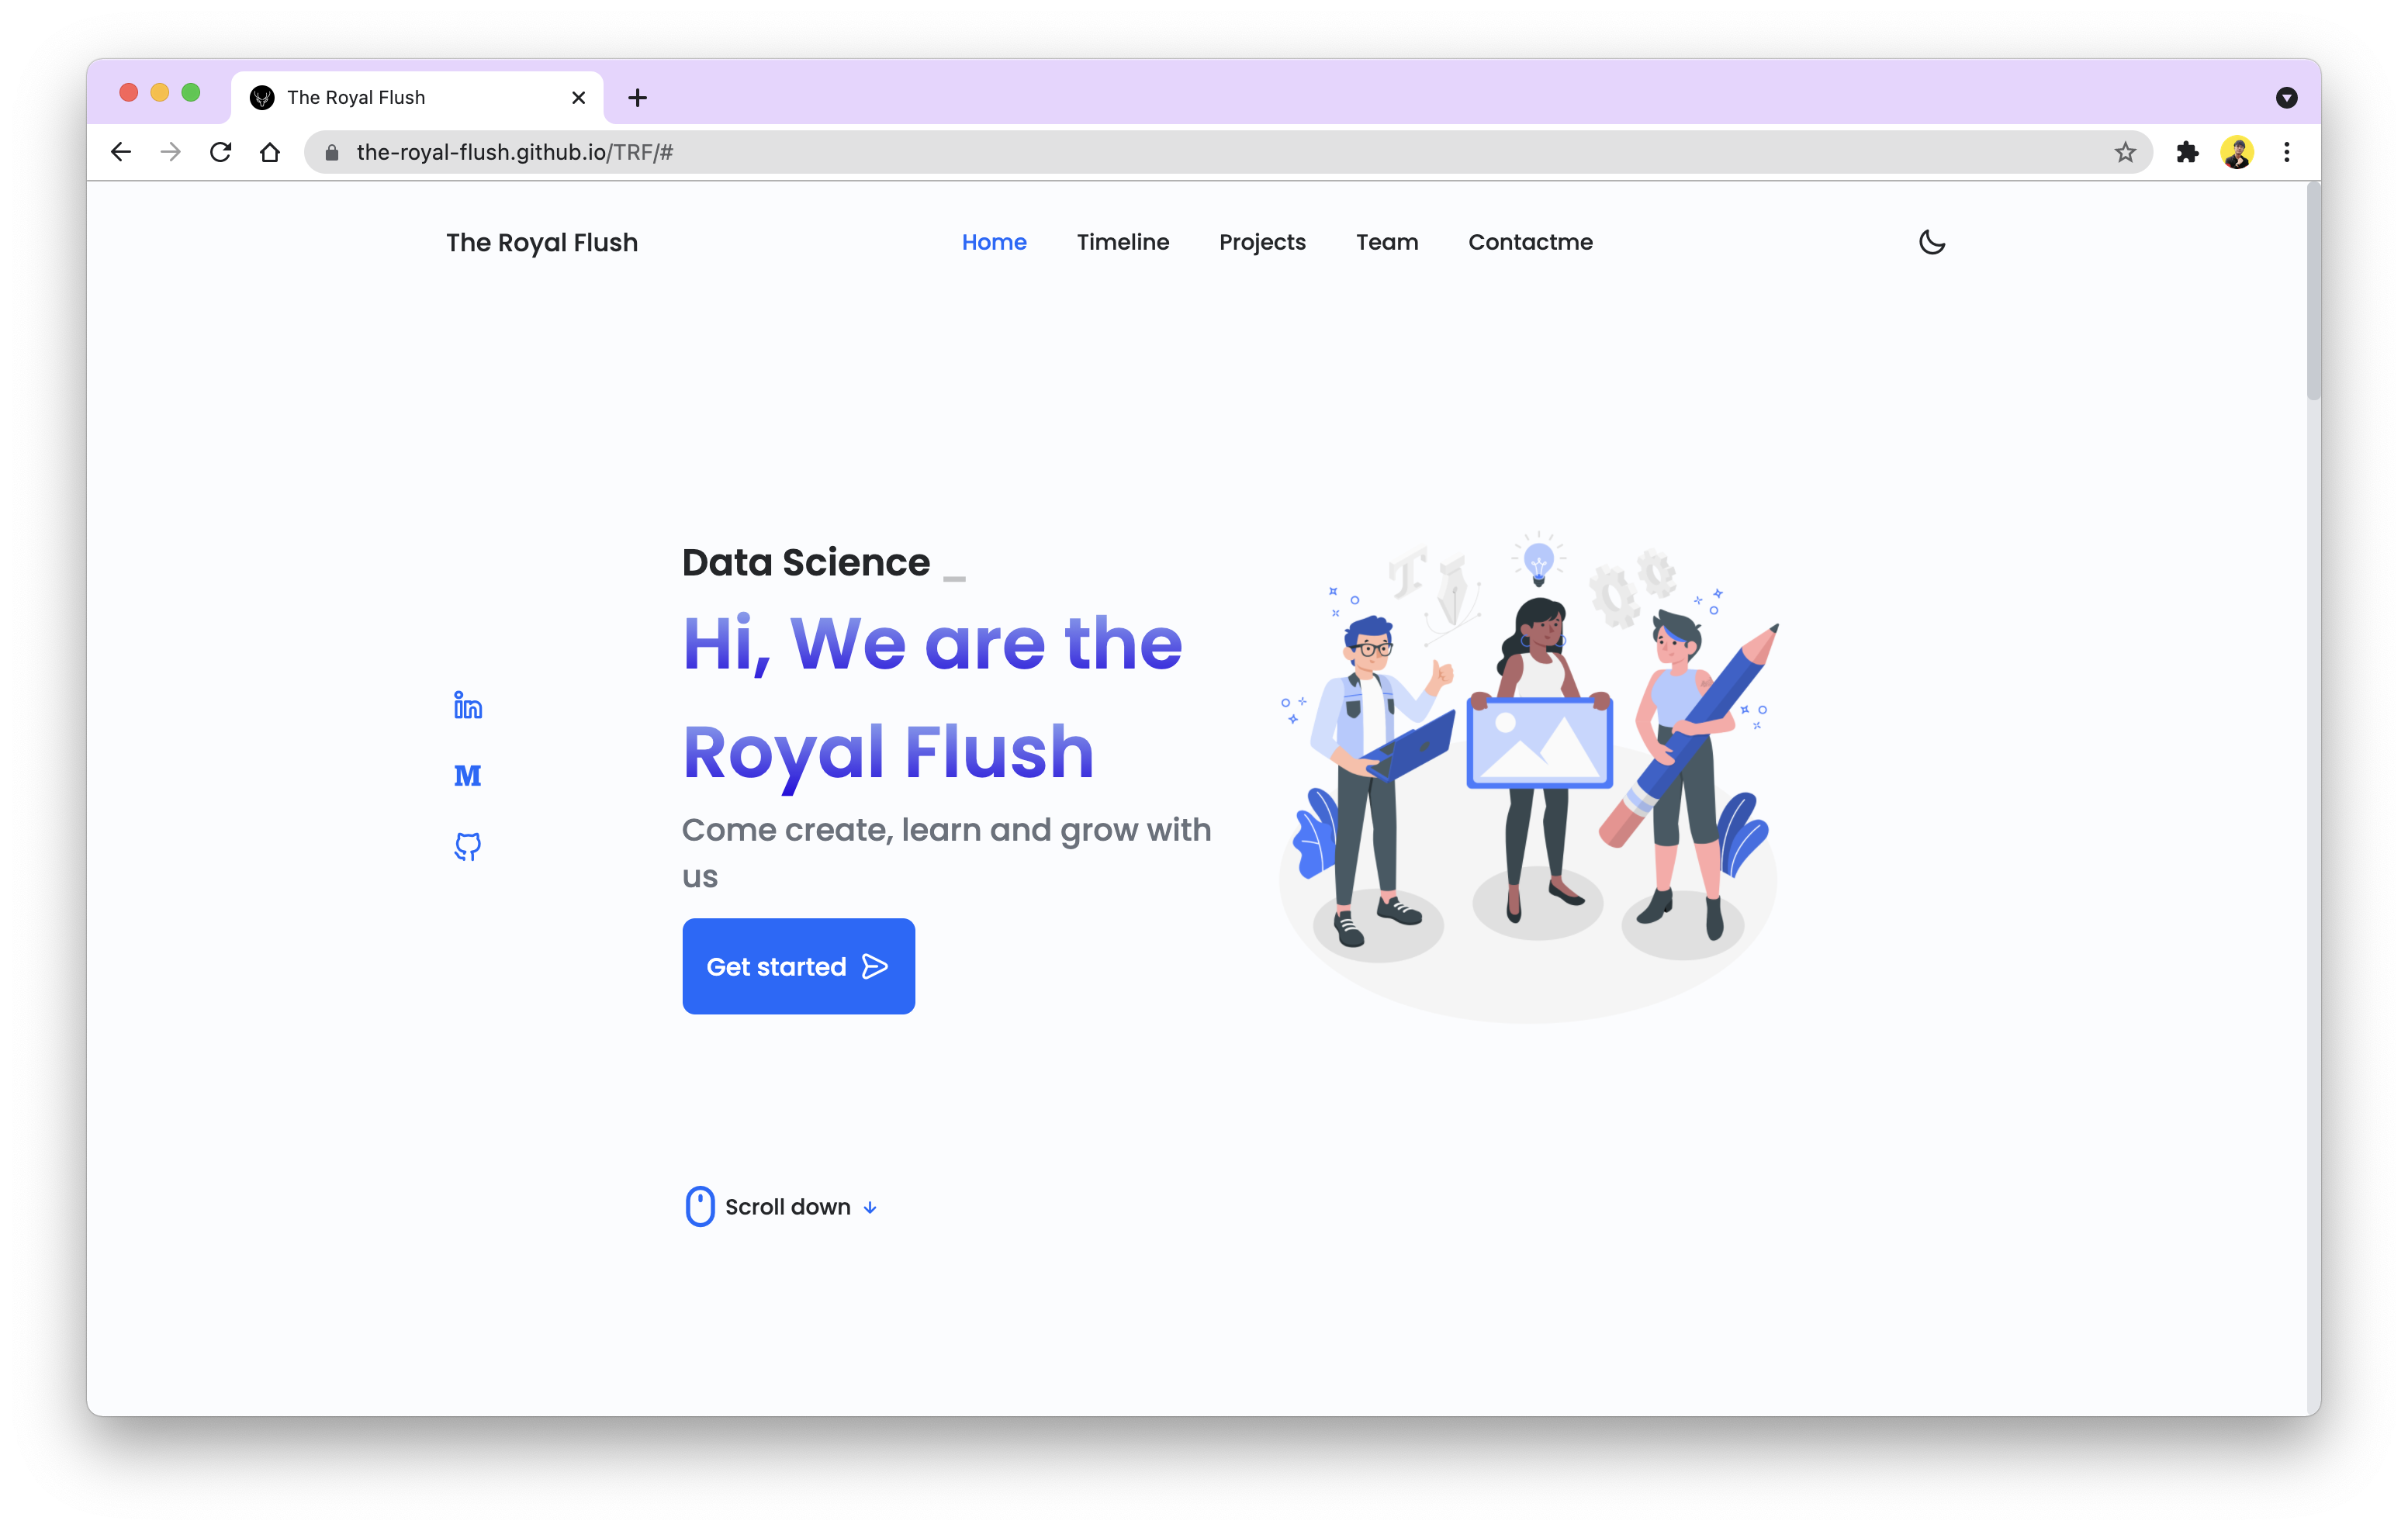 The Royal Flush
the-royal-flush.github.io/TRF/#
The Royal Flush
Home Timeline Projects Team Contactme
Data Science _
Hi, We are the
Royal Flush
Come create, learn and grow with
us
Get started
Scroll down